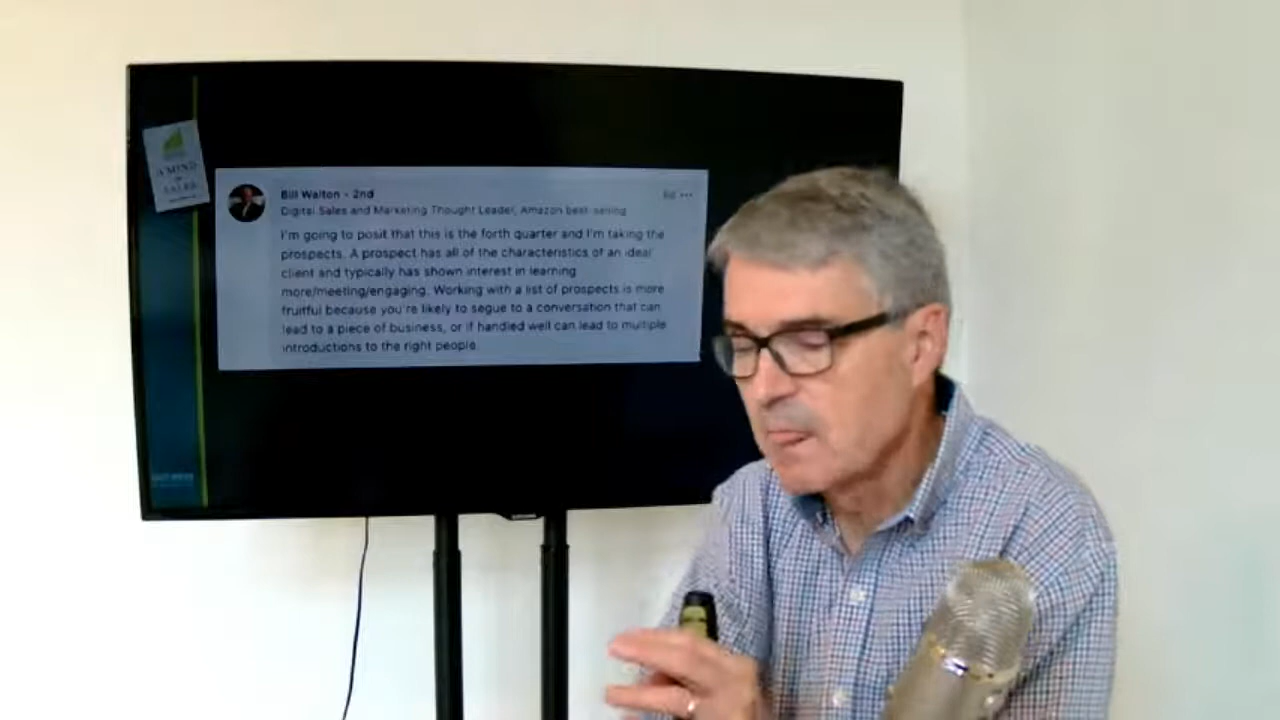 A MIND
for
SALES
Bill Walton • 2nd
6d •••
Digital Sales and Marketing Thought Leader, Amazon best-selling
I'm going to posit that this is the forth quarter and I'm taking the
prospects. A prospect has all of the characteristics of an ideal
client and typically has shown interest in learning
more/meeting/engaging. Working with a list of prospects is more
fruitful because you're likely to segue to a conversation that can
lead to a piece of business, or if handled well can lead to multiple
introductions to the right people.